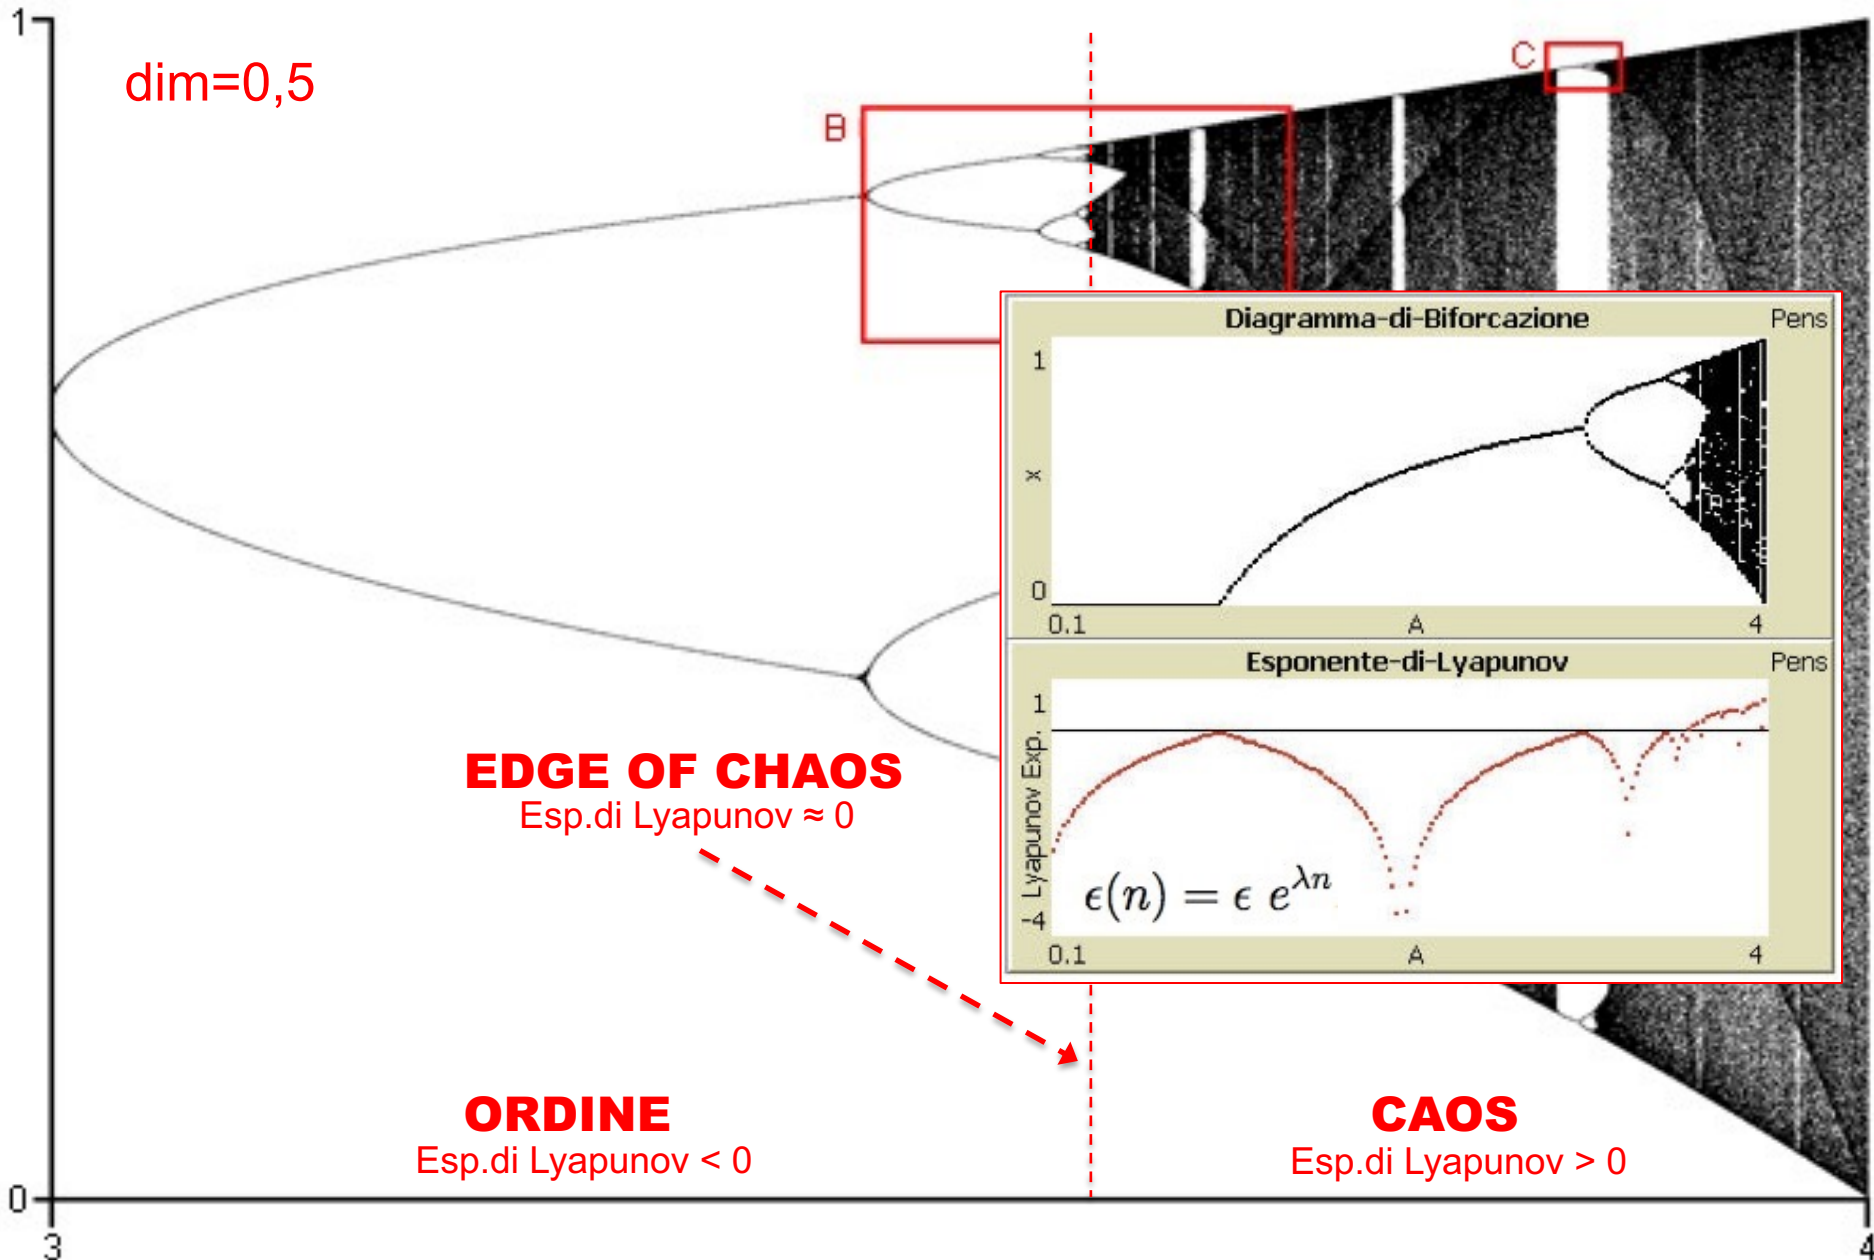 1
dim=0,5
C
B
Diagramma-di-Biforcazione
Pens
1
x
0
0.1
A
4
Esponente-di-Lyapunov
Pens
1
Lyapunov Exp.
-4
ϵ(n) = ϵ e^{λn}
0.1
A
4
EDGE OF CHAOS
Esp.di Lyapunov ≈ 0
ORDINE
Esp.di Lyapunov < 0
CAOS
Esp.di Lyapunov > 0
0
3
4